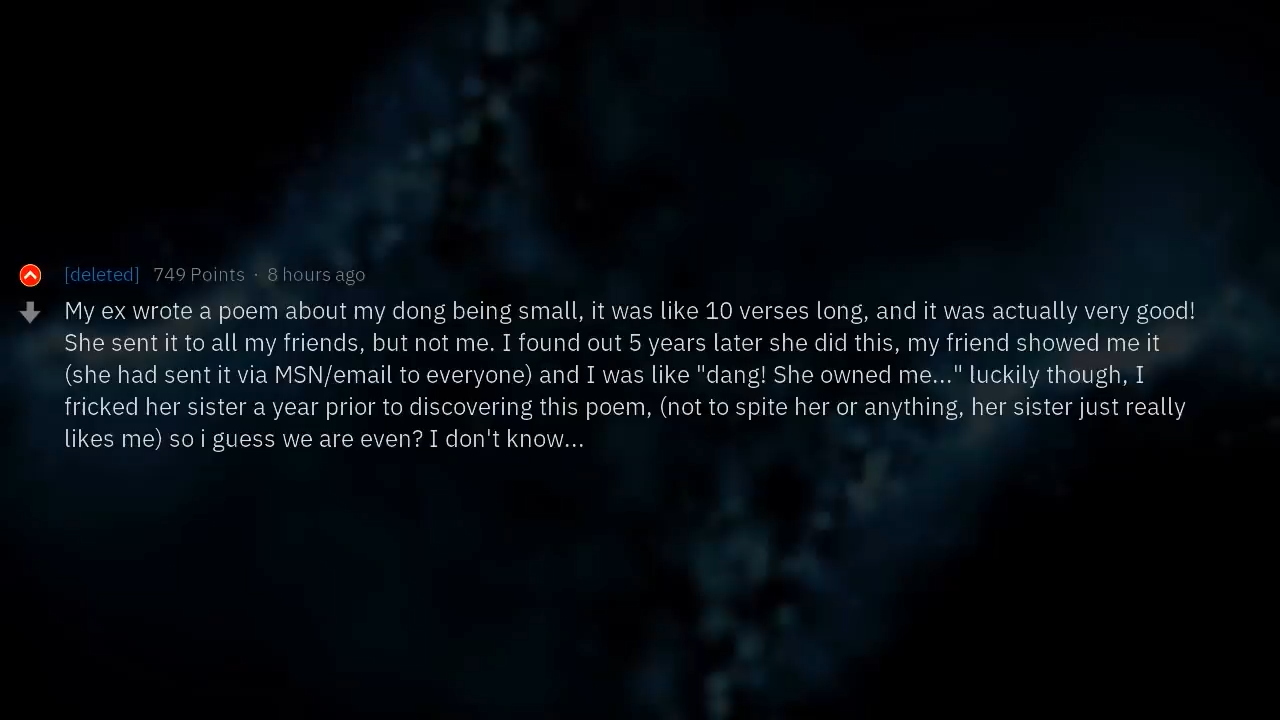 [deleted] 749 Points · 8 hours ago
My ex wrote a poem about my dong being small, it was like 10 verses long, and it was actually very good!
She sent it to all my friends, but not me. I found out 5 years later she did this, my friend showed me it
(she had sent it via MSN/email to everyone) and I was like "dang! She owned me..." luckily though, I
fricked her sister a year prior to discovering this poem, (not to spite her or anything, her sister just really
likes me) so i guess we are even? I don't know...